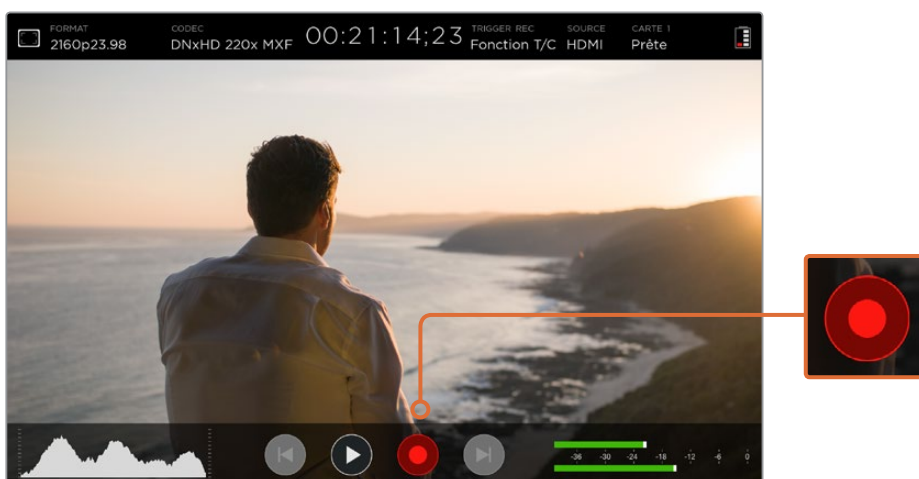 FORMAT
2160p23.98
CODEC
DNxHD 220x MXF
00:21:14;23
TRIGGER REC
Fonction T/C
SOURCE
HDMI
CARTE 1
Prête
-36 -30 -24 -18 -12 -6 0